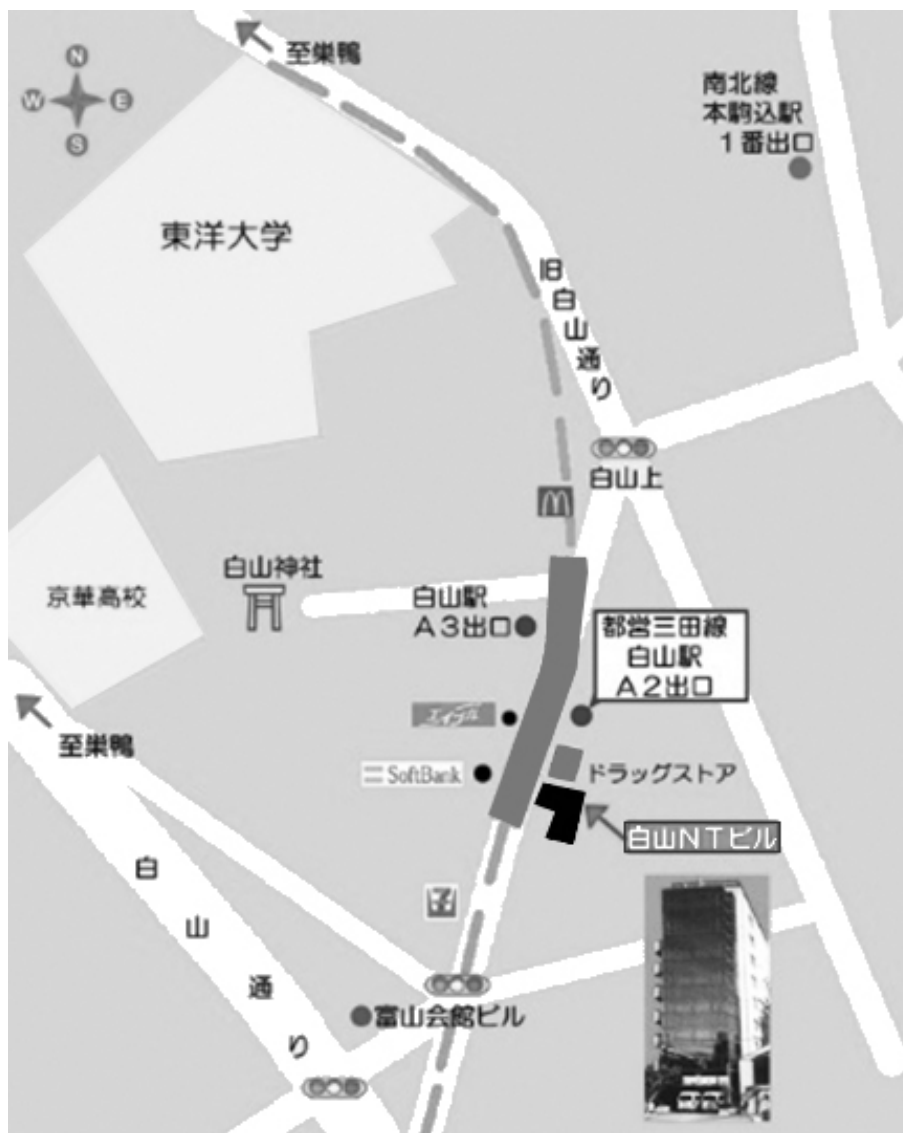 N
W
E
S
至巣鴨
南北線
本駒込駅
1番出口
東洋大学
旧白山通り
白山上
白山神社
京華高校
白山駅
A3出口
都営三田線
白山駅
A2出口
エイブル
至巣鴨
SoftBank
ドラッグストア
白山NTビル
白山通り
富山会館ビル